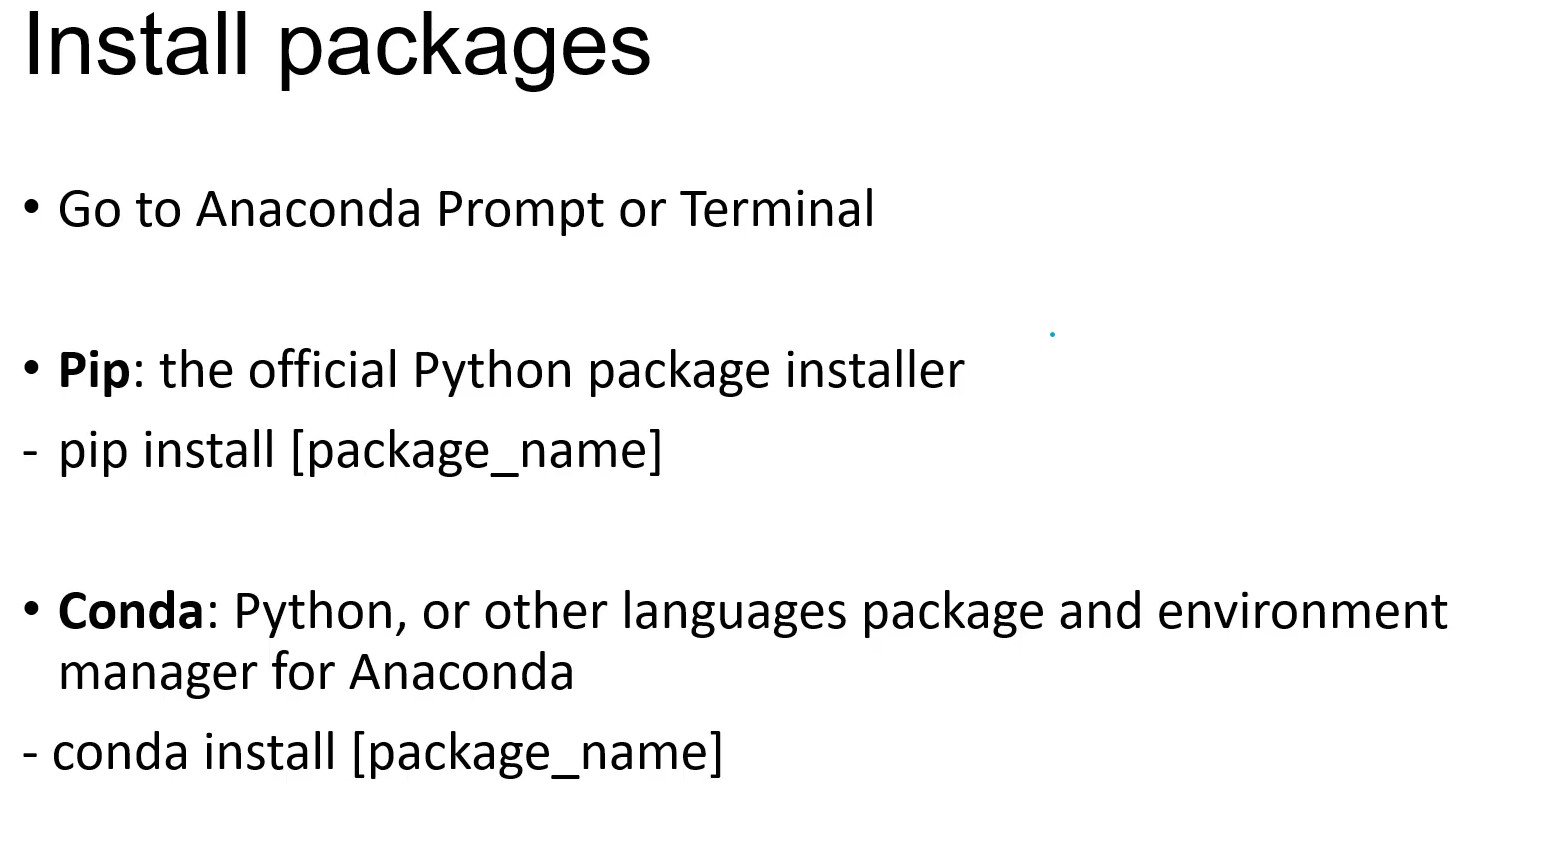 Install packages
• Go to Anaconda Prompt or Terminal
• Pip: the official Python package installer
- pip install [package_name]
• Conda: Python, or other languages package and environment
manager for Anaconda
- conda install [package_name]